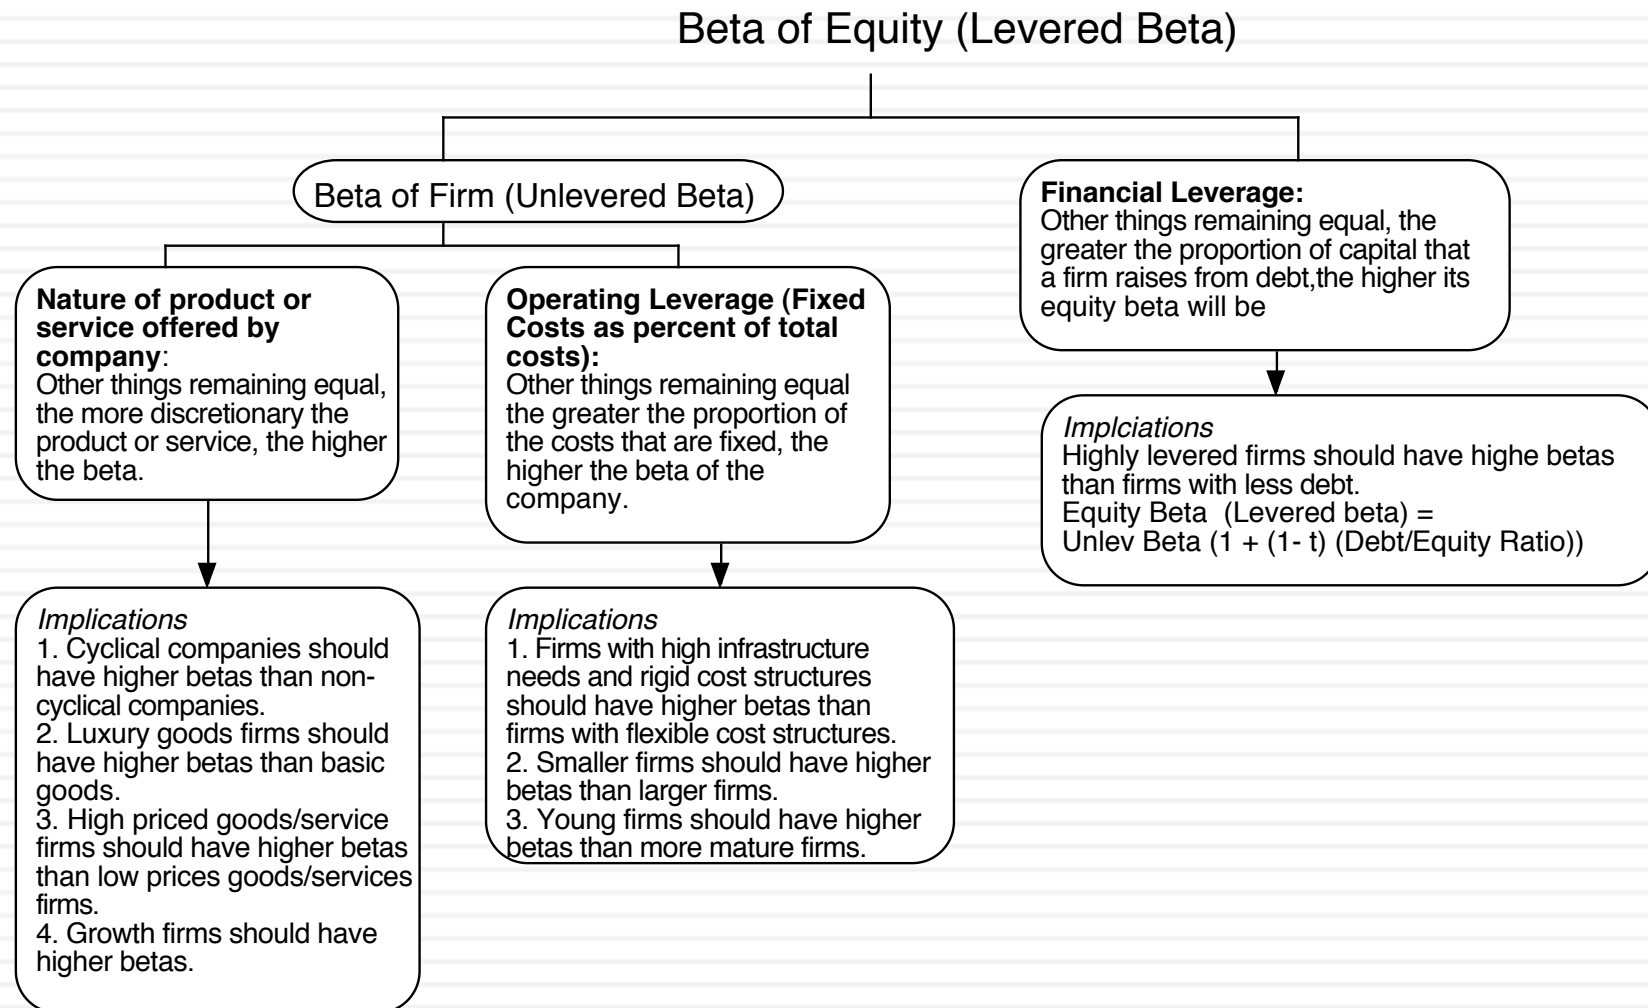 Beta of Equity (Levered Beta)
Beta of Firm (Unlevered Beta)
Nature of product or
service offered by
company:
Other things remaining equal,
the more discretionary the
product or service, the higher
the beta.
Operating Leverage (Fixed
Costs as percent of total
costs):
Other things remaining equal
the greater the proportion of
the costs that are fixed, the
higher the beta of the
company.
Financial Leverage:
Other things remaining equal, the
greater the proportion of capital that
a firm raises from debt,the higher its
equity beta will be
Implciations
Highly levered firms should have highe betas
than firms with less debt.
Equity Beta (Levered beta) =
Unlev Beta (1 + (1- t) (Debt/Equity Ratio))
Implications
1. Cyclical companies should
have higher betas than non-
cyclical companies.
2. Luxury goods firms should
have higher betas than basic
goods.
3. High priced goods/service
firms should have higher betas
than low prices goods/services
firms.
4. Growth firms should have
higher betas.
Implications
1. Firms with high infrastructure
needs and rigid cost structures
should have higher betas than
firms with flexible cost structures.
2. Smaller firms should have higher
betas than larger firms.
3. Young firms should have higher
betas than more mature firms.